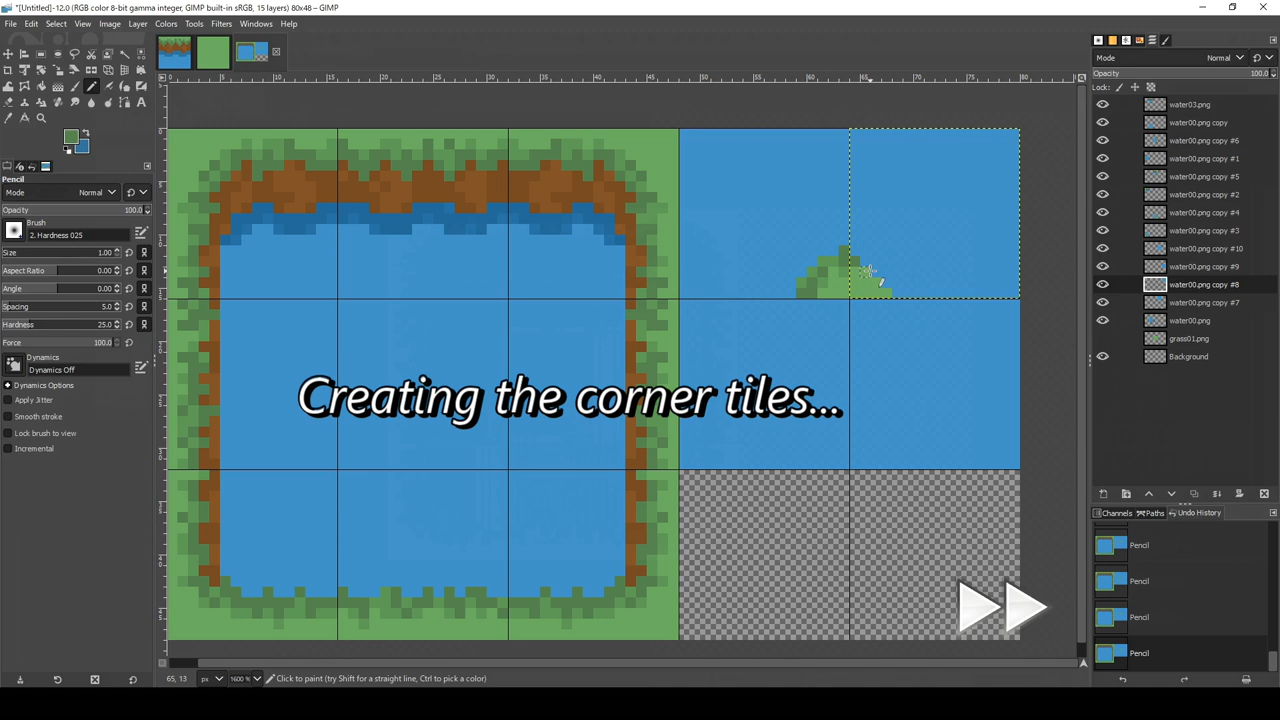 *[Untitled]-12.0 (RGB color 8-bit gamma integer, GIMP built-in sRGB, 15 layers) 80x48 – GIMP
File Edit Select View Image Layer Colors Tools Filters Windows Help
Mode Normal
Opacity 100.0
Lock:
water03.png
water00.png copy
water00.png copy #6
water00.png copy #1
water00.png copy #5
water00.png copy #2
water00.png copy #4
water00.png copy #3
water00.png copy #10
water00.png copy #9
water00.png copy #8
water00.png copy #7
water00.png
grass01.png
Background
Pencil
Mode Normal
Opacity 100.0
Brush
2. Hardness 025
Size 1.00
Aspect Ratio 0.00
Angle 0.00
Spacing 5.0
Hardness 25.0
Force 100.0
Dynamics
Dynamics Off
Dynamics Options
Apply Jitter
Smooth stroke
Lock brush to view
Incremental
Creating the corner tiles...
Channels Paths Undo History
Pencil
Pencil
Pencil
Pencil
65, 13 px 1600 % Click to paint (try Shift for a straight line, Ctrl to pick a color)